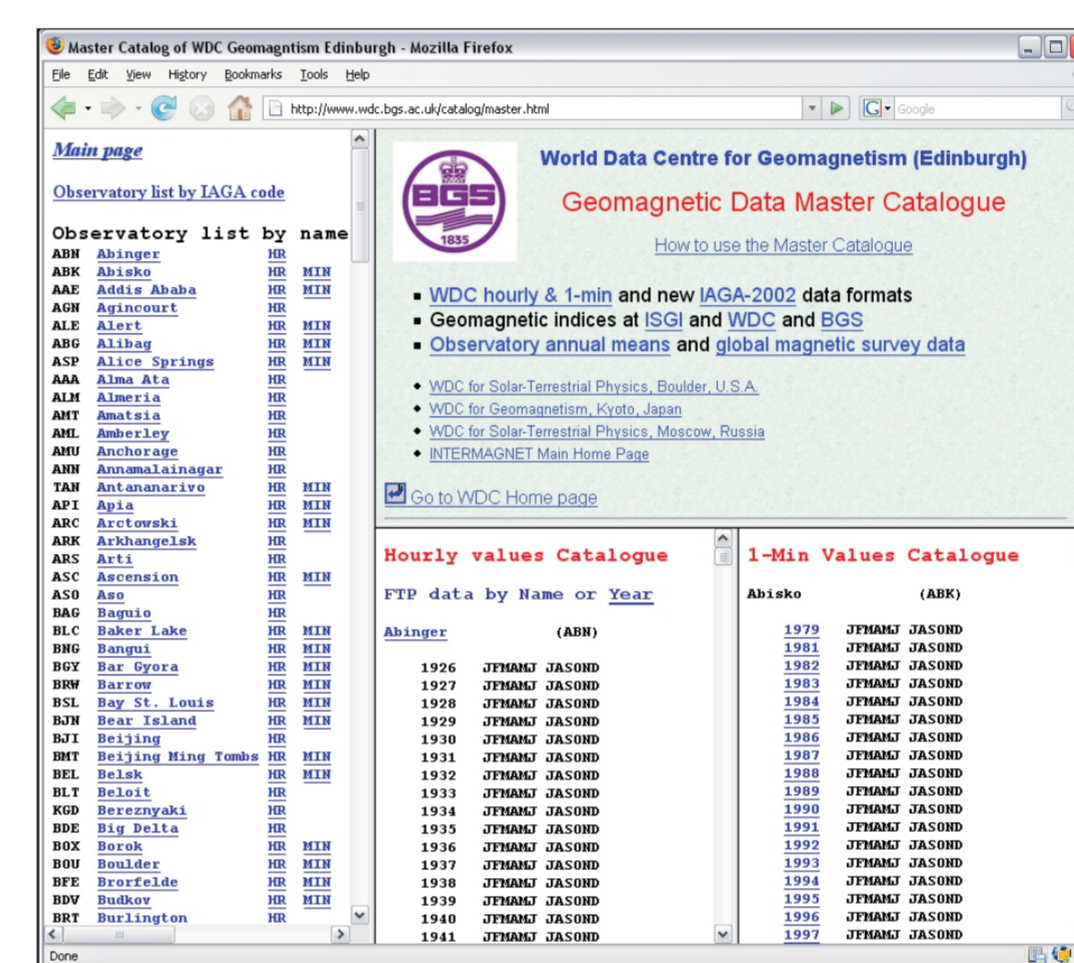 Master Catalog of WDC Geomagntism Edinburgh - Mozilla Firefox
File Edit View History Bookmarks Tools Help
http://www.wdc.bgs.ac.uk/catalog/master.html
Google
Main page
Observatory list by IAGA code
Observatory list by name
ABN Abinger HR
ABK Abisko HR MIN
AAE Addis Ababa HR MIN
AGN Agincourt HR
ALE Alert HR MIN
ABG Alibag HR MIN
ASP Alice Springs HR MIN
AAA Alma Ata HR
ALM Almeria HR
AMT Amatsia HR
AML Amberley HR
AMU Anchorage HR
ANN Annamalainagar HR
TAN Antananarivo HR MIN
API Apia HR MIN
ARC Arctowski HR MIN
ARK Arkhangelsk HR
ARS Arti HR
ASC Ascension HR MIN
ASO Aso HR
BAG Baguio HR
BLC Baker Lake HR MIN
BNG Bangui HR MIN
BGY Bar Gyora HR MIN
BRW Barrow HR MIN
BSL Bay St. Louis HR MIN
BJN Bear Island HR MIN
BJI Beijing HR
BMT Beijing Ming Tombs HR MIN
BEL Belsk HR MIN
BLT Beloit HR
KGD Bereznyaki HR
BDE Big Delta HR
BOX Borok HR MIN
BOU Boulder HR MIN
BFE Brorfelde HR MIN
BDV Budkov HR MIN
BRT Burlington HR
BGS
1835
World Data Centre for Geomagnetism (Edinburgh)
Geomagnetic Data Master Catalogue
How to use the Master Catalogue
WDC hourly & 1-min and new IAGA-2002 data formats
Geomagnetic indices at ISGI and WDC and BGS
Observatory annual means and global magnetic survey data
WDC for Solar-Terrestrial Physics, Boulder, U.S.A.
WDC for Geomagnetism, Kyoto, Japan
WDC for Solar-Terrestrial Physics, Moscow, Russia
INTERMAGNET Main Home Page
Go to WDC Home page
Hourly values Catalogue
FTP data by Name or Year
Abinger (ABN)
1926 JFMAMJ JASOND
1927 JFMAMJ JASOND
1928 JFMAMJ JASOND
1929 JFMAMJ JASOND
1930 JFMAMJ JASOND
1931 JFMAMJ JASOND
1932 JFMAMJ JASOND
1933 JFMAMJ JASOND
1934 JFMAMJ JASOND
1935 JFMAMJ JASOND
1936 JFMAMJ JASOND
1937 JFMAMJ JASOND
1938 JFMAMJ JASOND
1939 JFMAMJ JASOND
1940 JFMAMJ JASOND
1941 JFMAMJ JASOND
1-Min Values Catalogue
Abisko (ABK)
1979 JFMAMJ JASOND
1981 JFMAMJ JASOND
1982 JFMAMJ JASOND
1983 JFMAMJ JASOND
1984 JFMAMJ JASOND
1985 JFMAMJ JASOND
1986 JFMAMJ JASOND
1987 JFMAMJ JASOND
1988 JFMAMJ JASOND
1989 JFMAMJ JASOND
1990 JFMAMJ JASOND
1991 JFMAMJ JASOND
1992 JFMAMJ JASOND
1993 JFMAMJ JASOND
1994 JFMAMJ JASOND
1995 JFMAMJ JASOND
1996 JFMAMJ JASOND
1997 JFMAMJ JASOND
Done